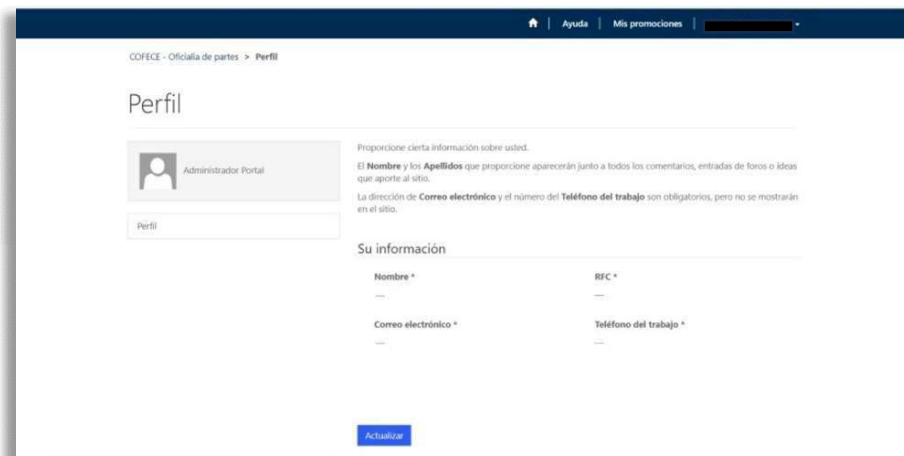 Ayuda | Mis promociones |
COFECE - Oficialía de partes > Perfil
Perfil
Administrador Portal
Perfil
Proporcione cierta información sobre usted.
El Nombre y los Apellidos que proporcione aparecerán junto a todos los comentarios, entradas de foros o ideas
que aporte al sitio.
La dirección de Correo electrónico y el número del Teléfono del trabajo son obligatorios, pero no se mostrarán
en el sitio.
Su información
Nombre * RFC *
— —
Correo electrónico * Teléfono del trabajo *
— —
Actualizar